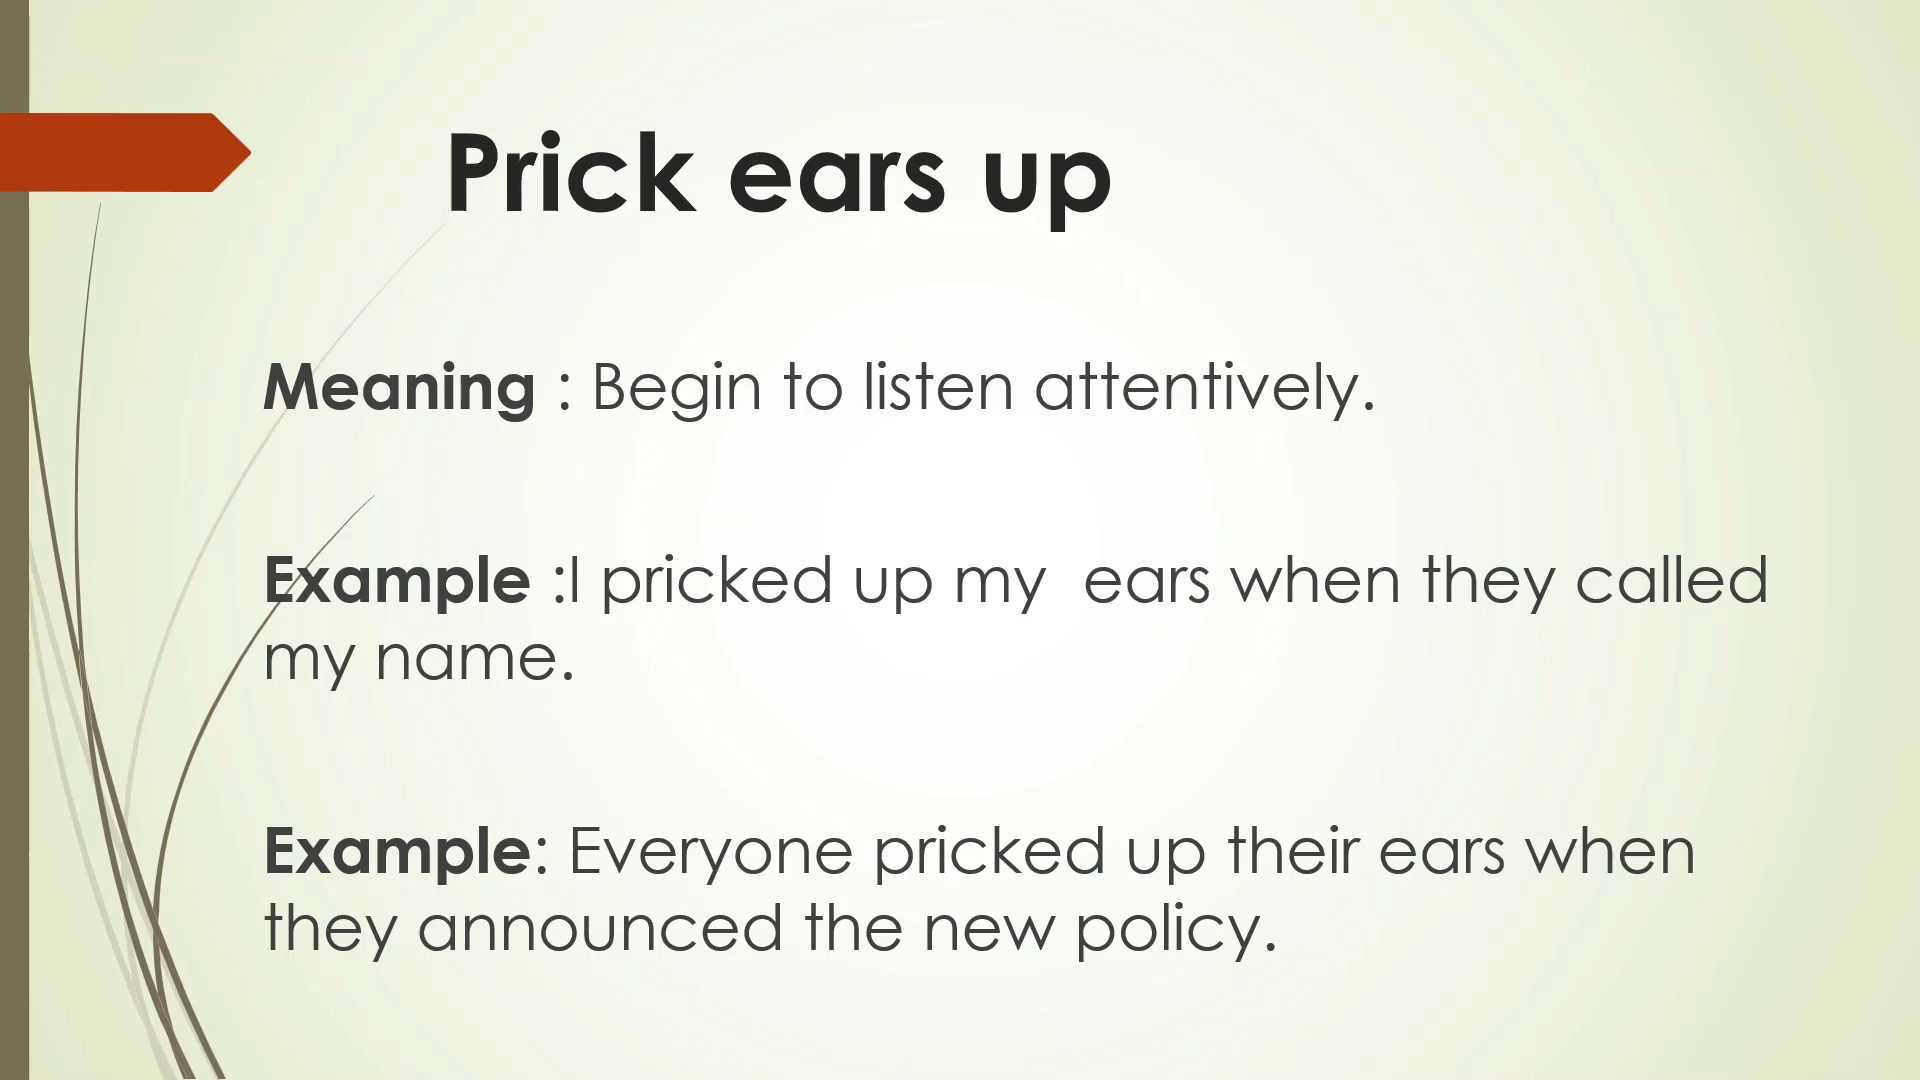 Prick ears up
Meaning : Begin to listen attentively.
Example :I pricked up my  ears when they called
my name.
Example: Everyone pricked up their ears when
they announced the new policy.